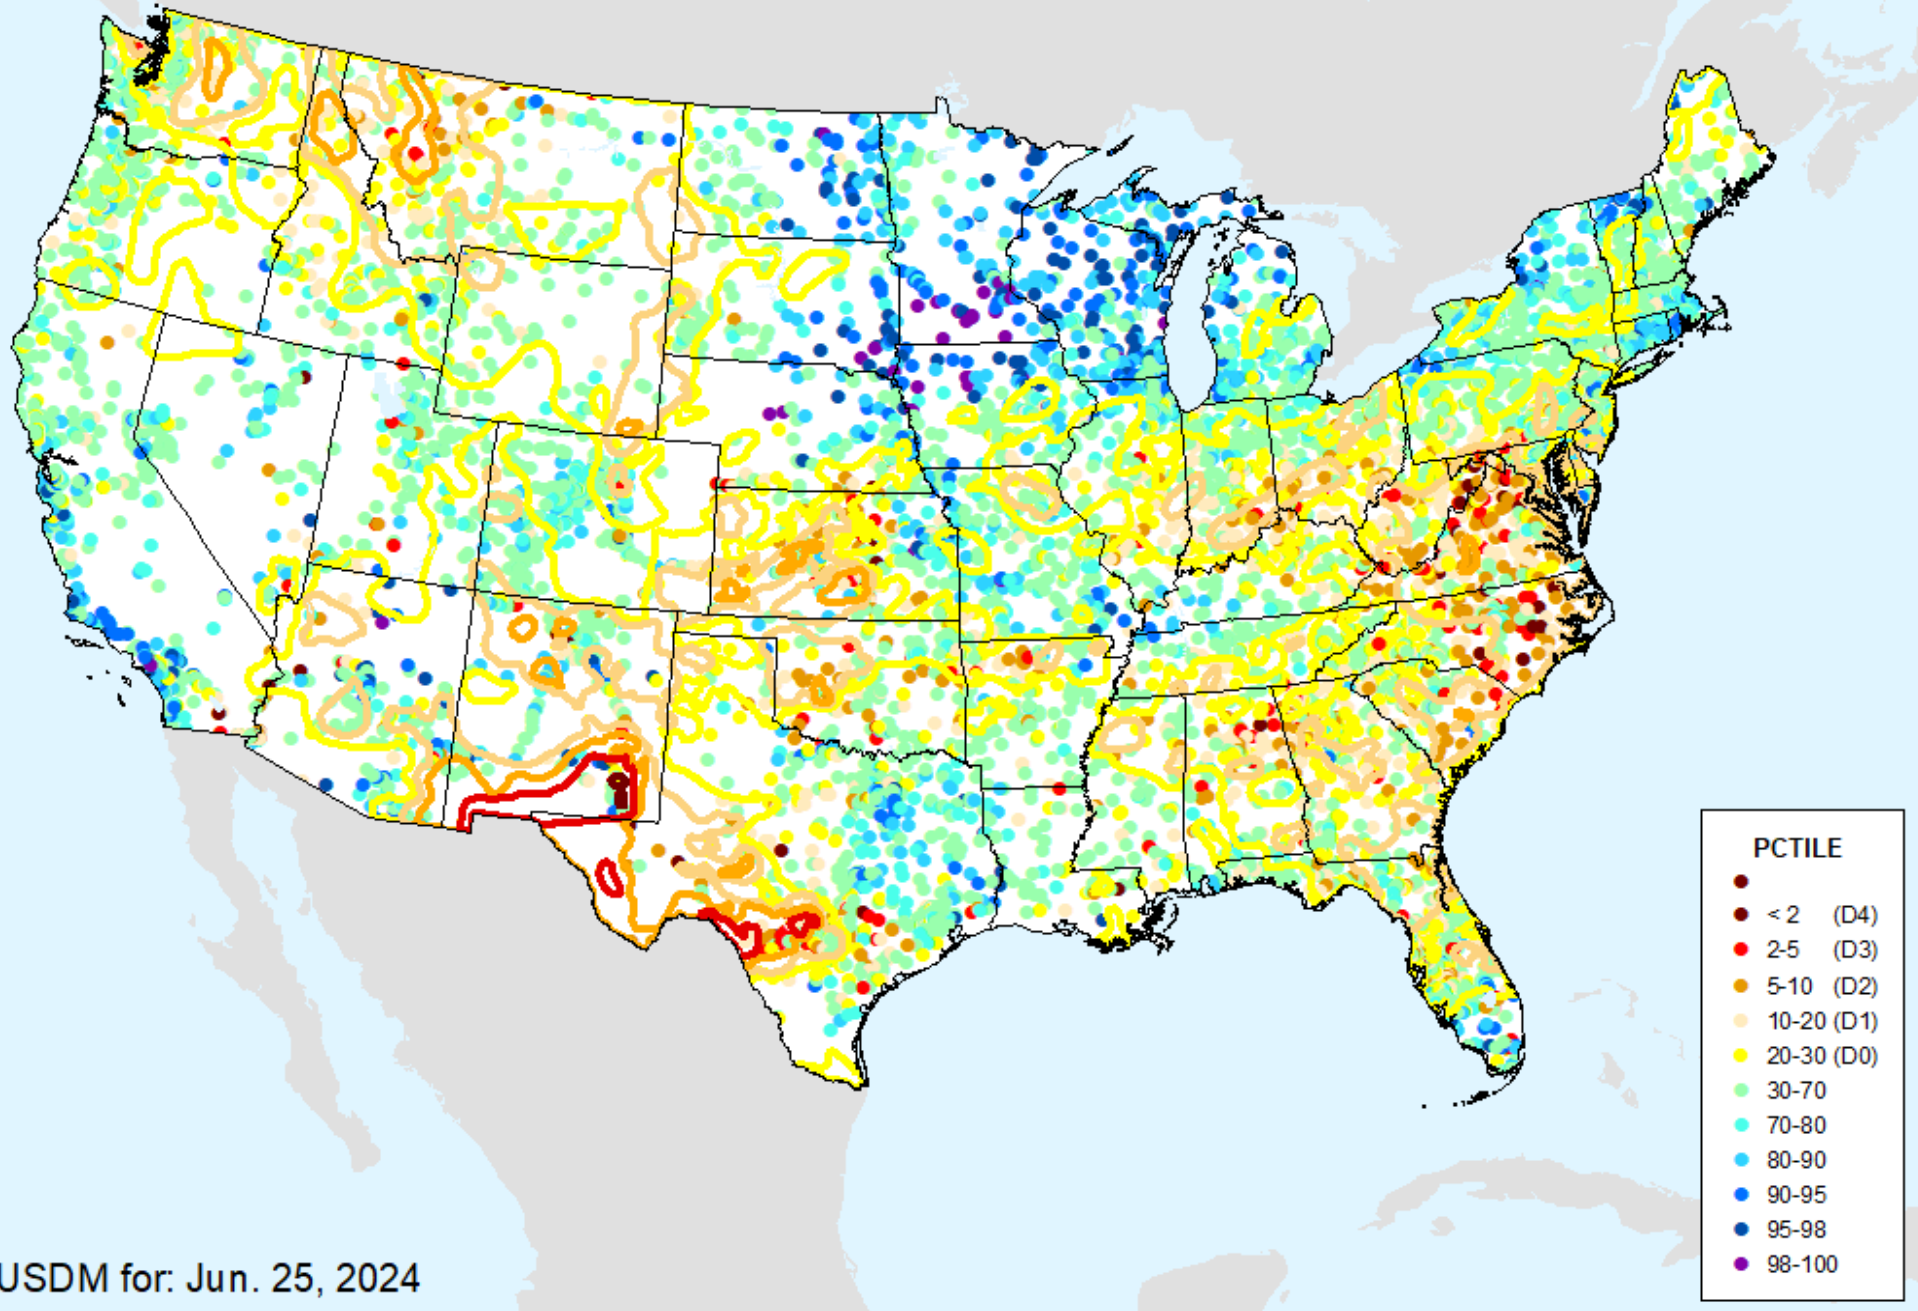 PCTILE
< 2 (D4)
2-5 (D3)
5-10 (D2)
10-20 (D1)
20-30 (D0)
30-70
70-80
80-90
90-95
95-98
98-100
USDM for: Jun. 25, 2024